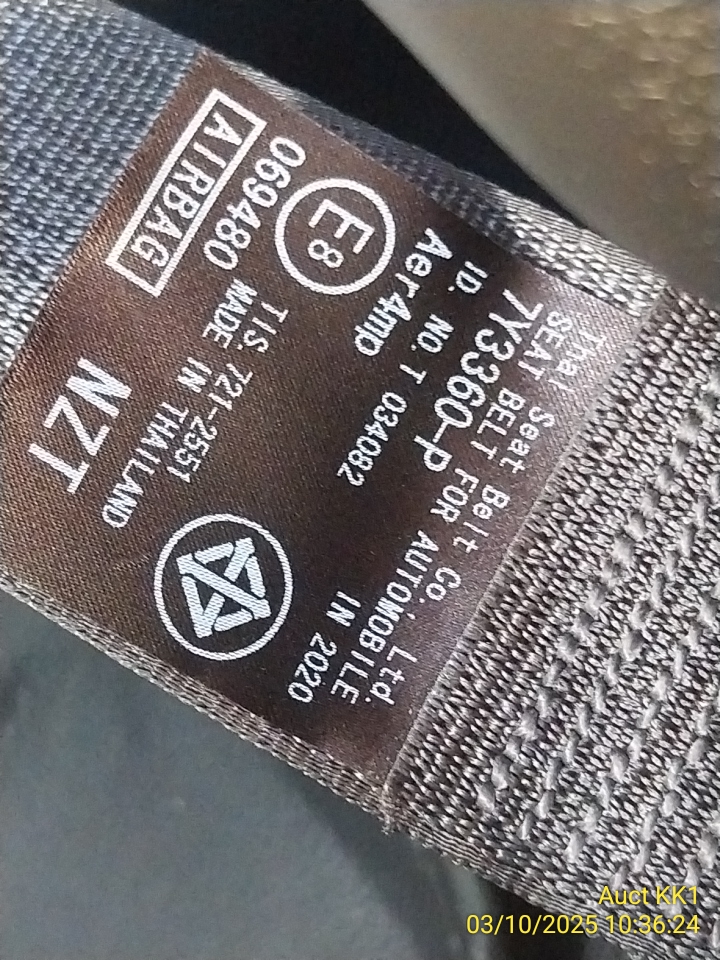 Thai Seat Belt Co., Ltd.
SEAT BELT FOR AUTOMOBILE
7Y3360-P IN 2020
ID. NO. T 034082
Aer4mp
E8
069480 TIS. 721-2551
AIRBAG MADE IN THAILAND
NZT
Auct KK1
03/10/2025 10:36:24